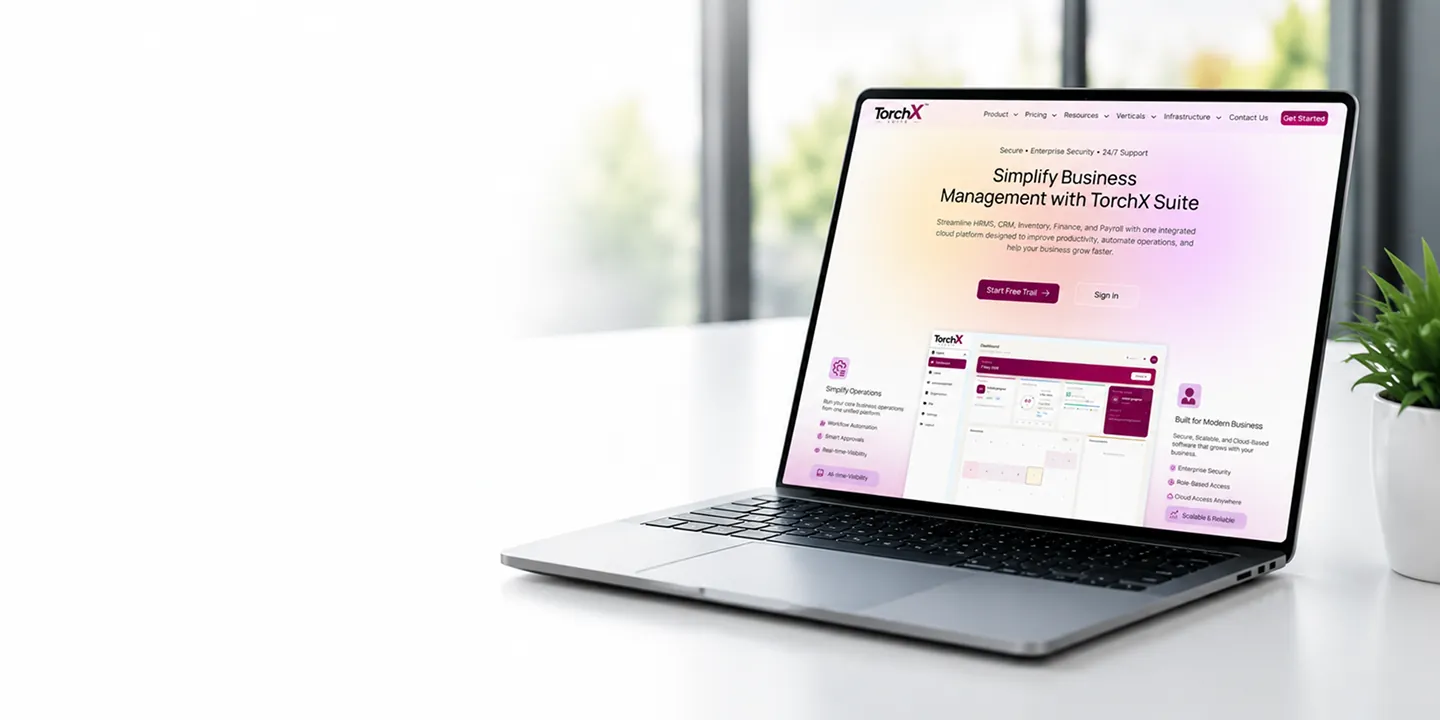 TorchX™
SUITE
Product Pricing Resources Verticals Infrastructure Contact Us Get Started
Secure • Enterprise Security • 24/7 Support
Simplify Business
Management with TorchX Suite
Streamline HRMS, CRM, Inventory, Finance, and Payroll with one integrated
cloud platform designed to improve productivity, automate operations, and
help your business grow faster.
Start Free Trail → Sign In
TorchX
Dashboard
Simplify Operations
Run your core business operations
from one unified platform.
Workflow Automation
Smart Approvals
Real-time-Visibility
All-time-Visibility
Built for Modern Business
Secure, Scalable, and Cloud-Based
software that grows with your
business.
Enterprise Security
Role-Based Access
Cloud Access Anywhere
Scalable & Reliable